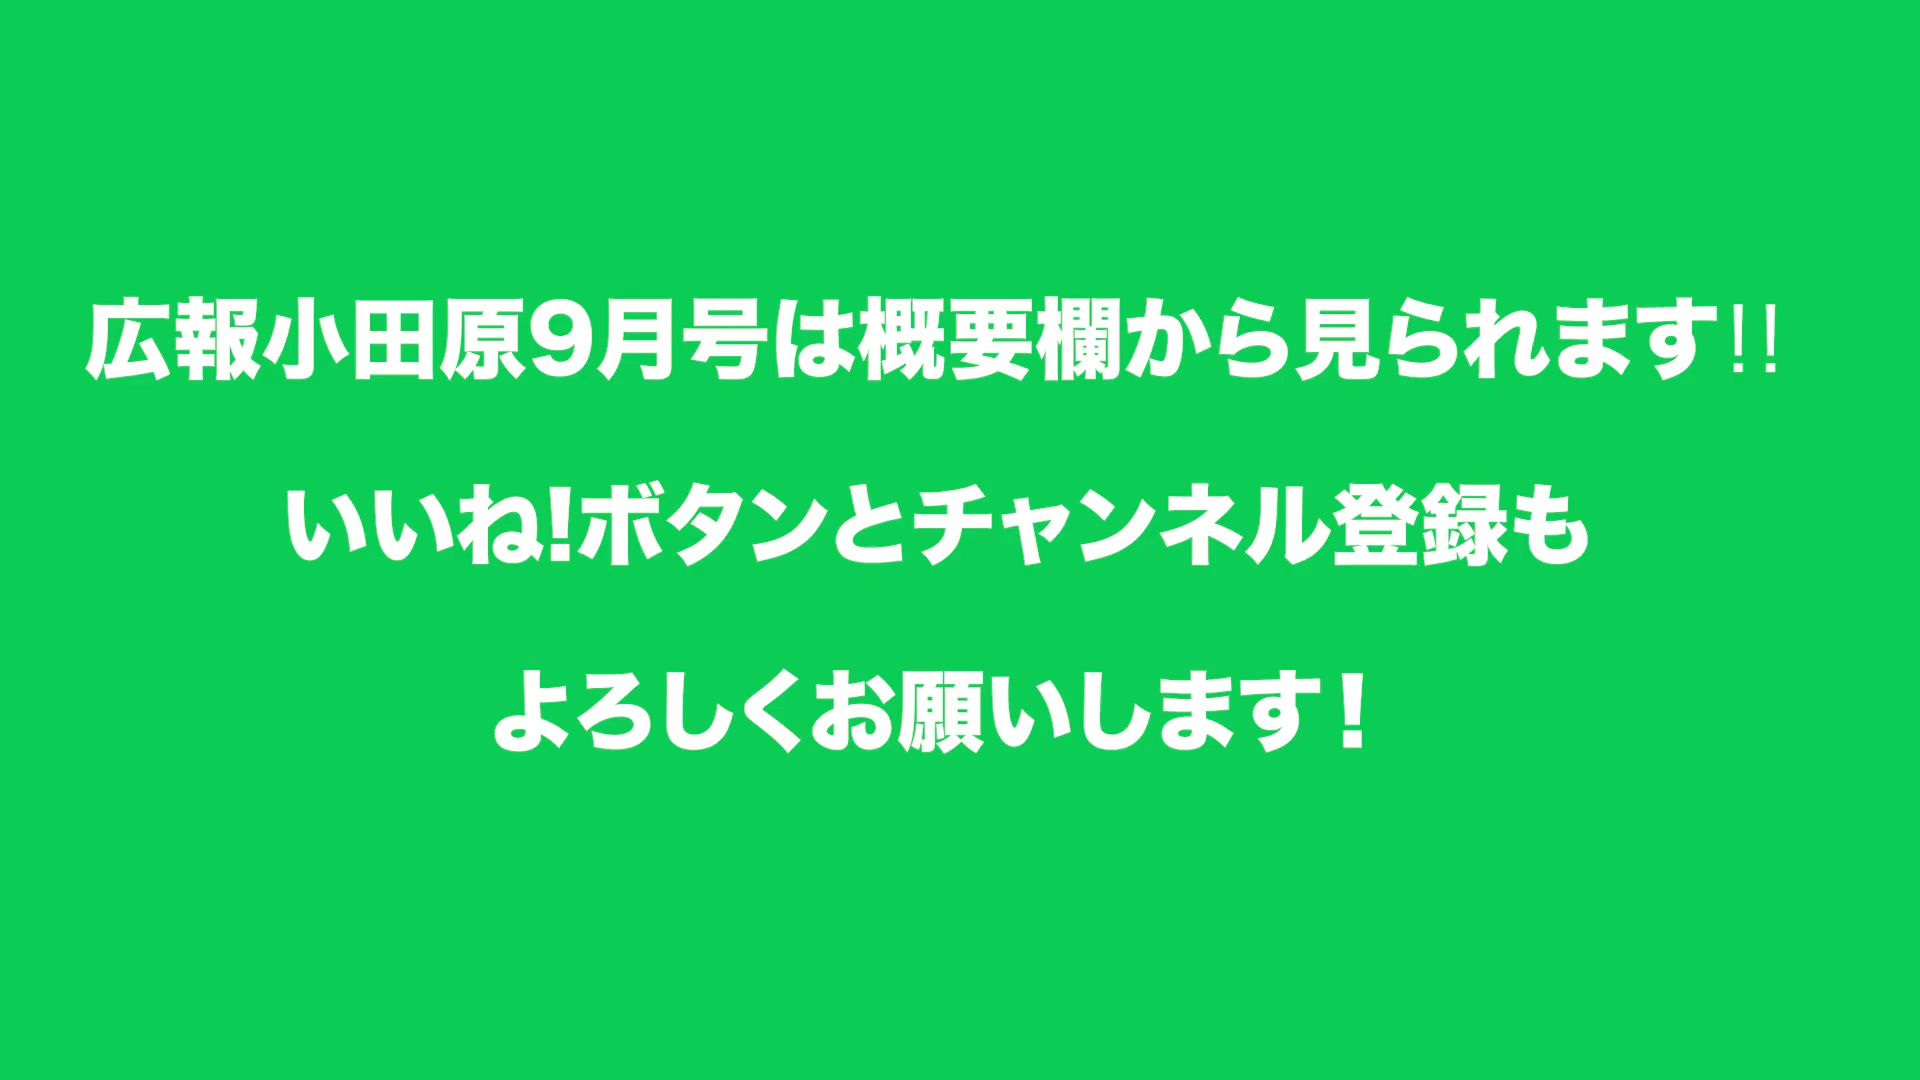 広報小田原9月号は概要欄から見られます!!
いいね!ボタンとチャンネル登録も
よろしくお願いします!